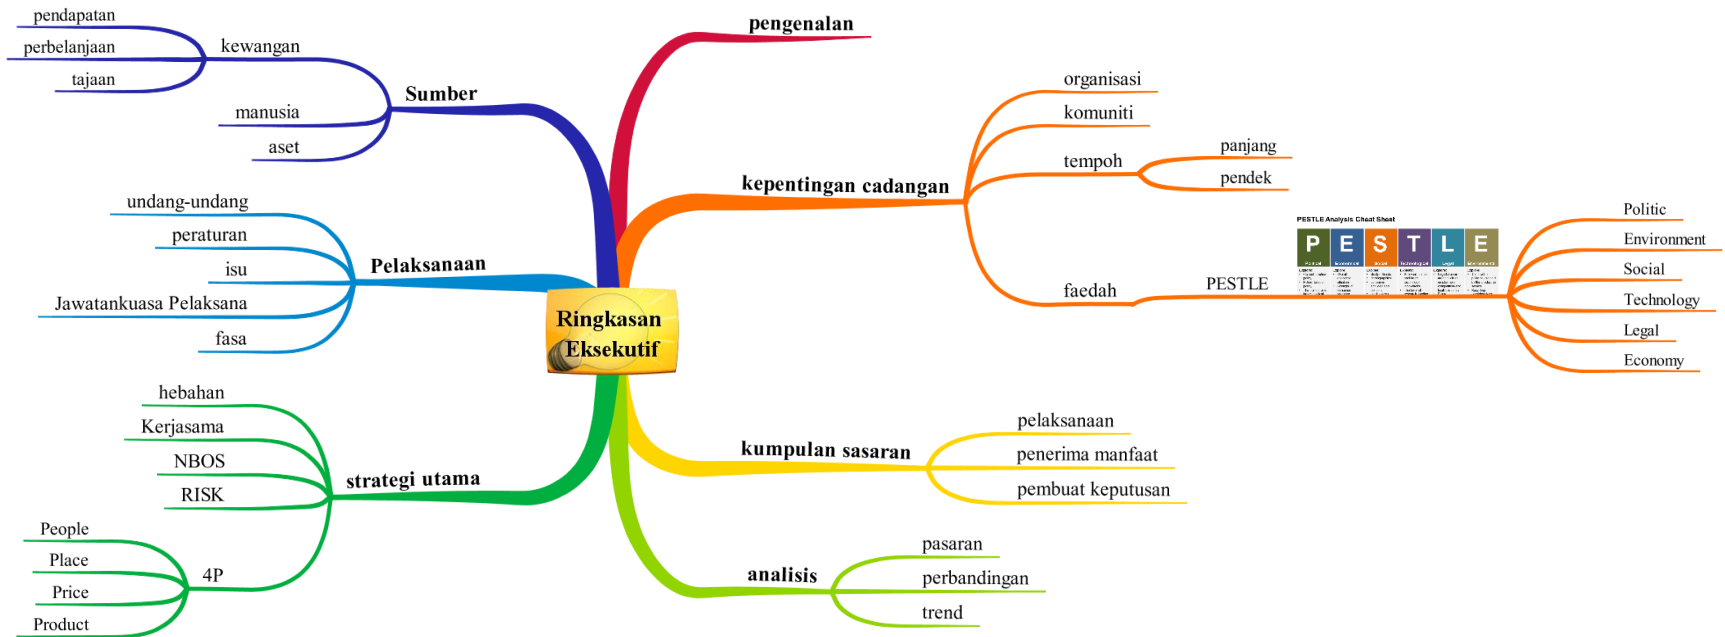 Ringkasan
Eksekutif
pengenalan
kepentingan cadangan
organisasi
komuniti
tempoh
panjang
pendek
faedah
PESTLE
PESTLE Analysis Cheat Sheet
P E S T L E
Politic
Environment
Social
Technology
Legal
Economy
kumpulan sasaran
pelaksanaan
penerima manfaat
pembuat keputusan
analisis
pasaran
perbandingan
trend
strategi utama
hebahan
Kerjasama
NBOS
RISK
4P
People
Place
Price
Product
Pelaksanaan
undang-undang
peraturan
isu
Jawatankuasa Pelaksana
fasa
Sumber
kewangan
pendapatan
perbelanjaan
tajaan
manusia
aset